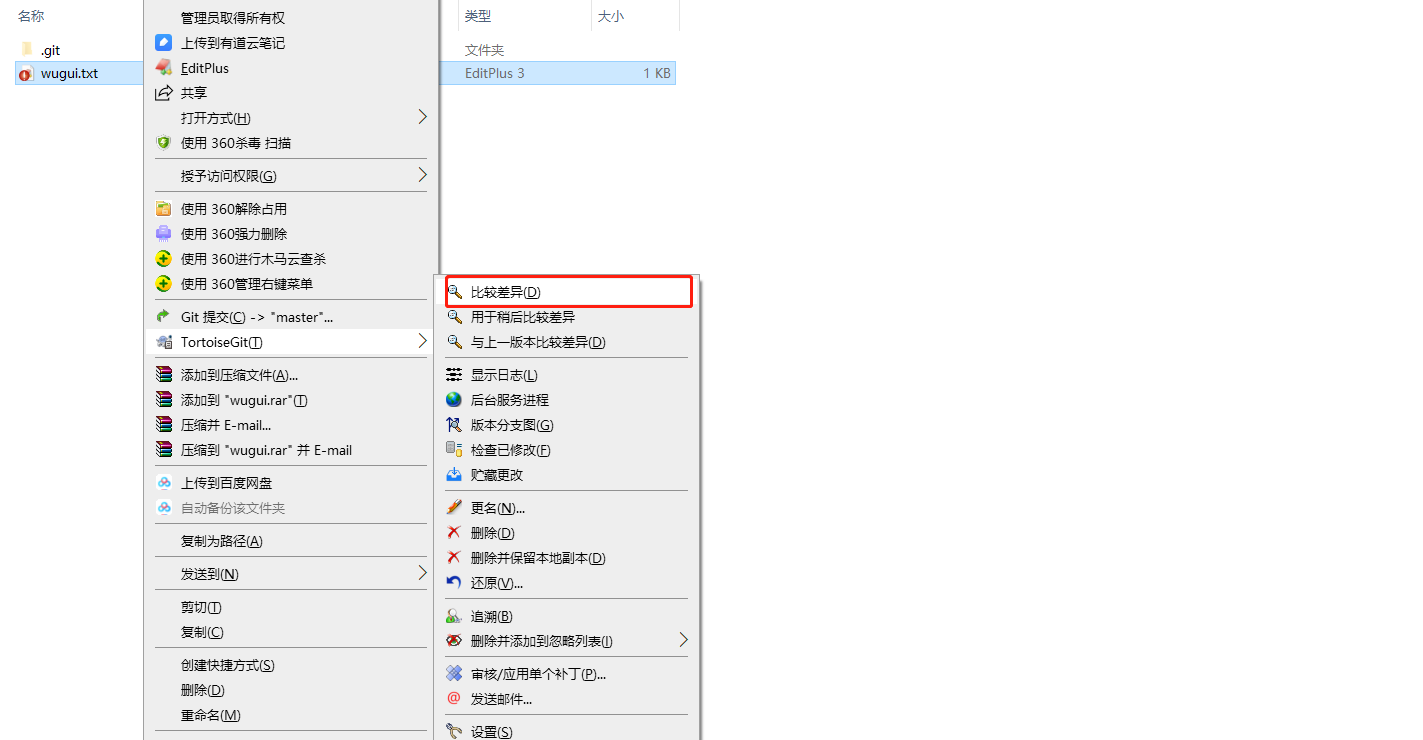 名称
类型
大小
.git
文件夹
wugui.txt
EditPlus 3
1 KB
管理员取得所有权
上传到有道云笔记
EditPlus
共享
打开方式(H)
使用 360杀毒 扫描
授予访问权限(G)
使用 360解除占用
使用 360强力删除
使用 360进行木马云查杀
使用 360管理右键菜单
Git 提交(C) -> "master"...
TortoiseGit(T)
添加到压缩文件(A)...
添加到 "wugui.rar"(T)
压缩并 E-mail...
压缩到 "wugui.rar" 并 E-mail
上传到百度网盘
自动备份该文件夹
复制为路径(A)
发送到(N)
剪切(T)
复制(C)
创建快捷方式(S)
删除(D)
重命名(M)
比较差异(D)
用于稍后比较差异
与上一版本比较差异(D)
显示日志(L)
后台服务进程
版本分支图(G)
检查已修改(F)
贮藏更改
更名(N)...
删除(D)
删除并保留本地副本(D)
还原(V)...
追溯(B)
删除并添加到忽略列表(I)
审核/应用单个补丁(P)...
发送邮件...
设置(S)